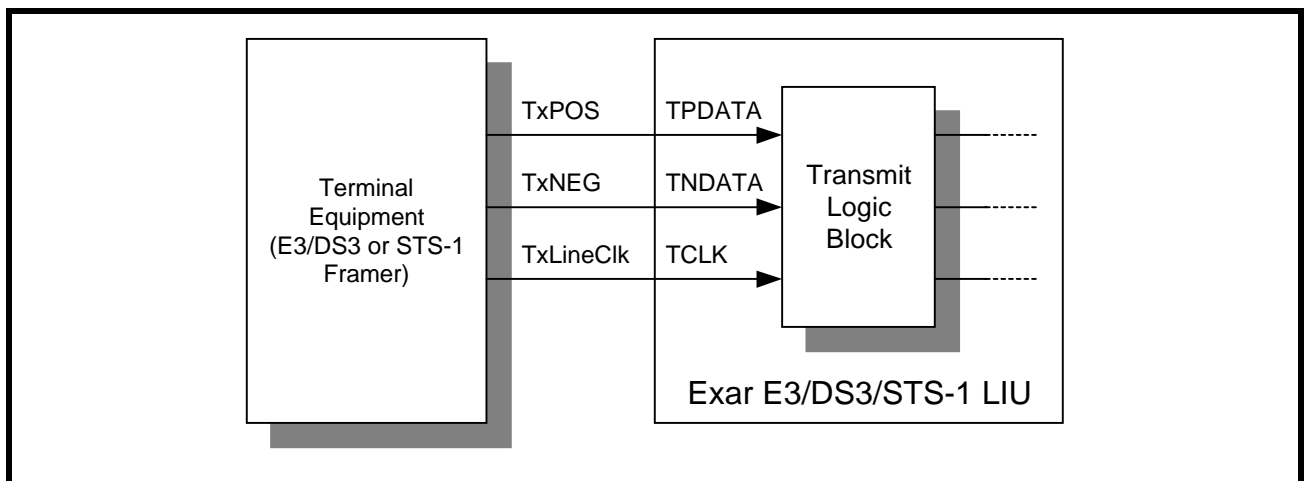 TxPOS TPDATA
TxNEG TNDATA
TxLineClk TCLK
Terminal
Equipment
(E3/DS3 or STS-1
Framer)
Transmit
Logic
Block
Exar E3/DS3/STS-1 LIU